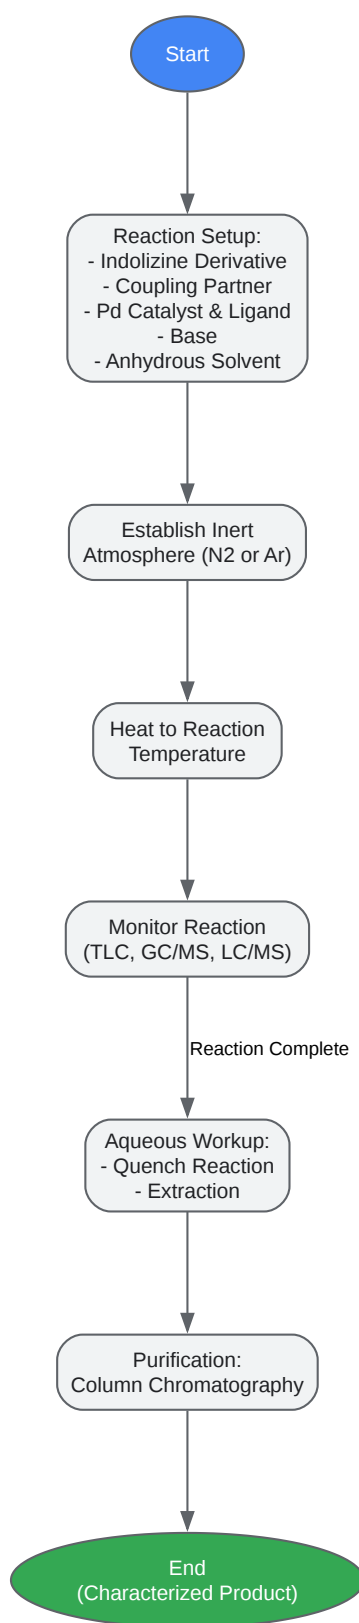 Start
Reaction Setup:
- Indolizine Derivative
- Coupling Partner
- Pd Catalyst & Ligand
- Base
- Anhydrous Solvent
Establish Inert
Atmosphere (N2 or Ar)
Heat to Reaction
Temperature
Monitor Reaction
(TLC, GC/MS, LC/MS)
Reaction Complete
Aqueous Workup:
- Quench Reaction
- Extraction
Purification:
Column Chromatography
End
(Characterized Product)